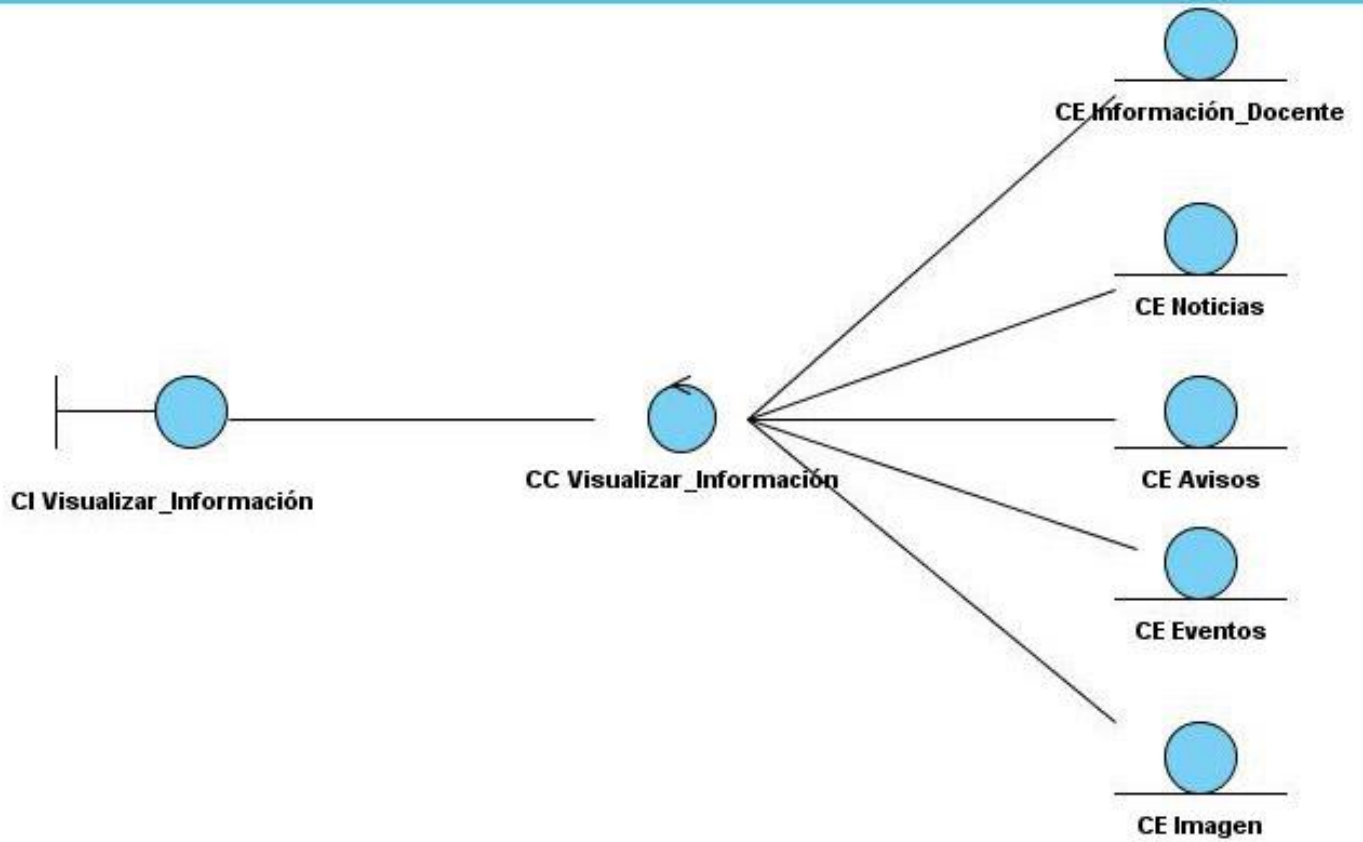 CE Información_Docente
CE Noticias
CE Avisos
CI Visualizar_Información
CC Visualizar_Información
CE Eventos
CE Imagen